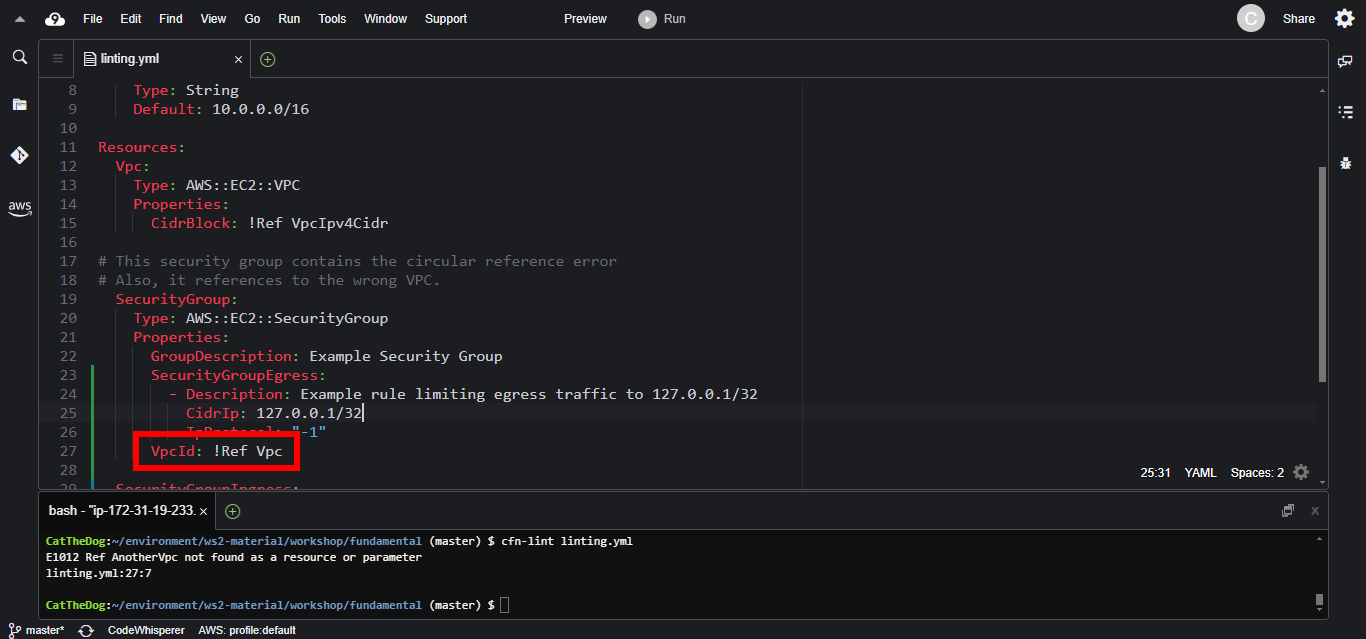 9 File Edit Find View Go Run Tools Window Support Preview Run C Share
linting.yml ×
8 Type: String
9 Default: 10.0.0.0/16
10
11 Resources:
12 Vpc:
13 Type: AWS::EC2::VPC
14 Properties:
15 CidrBlock: !Ref VpcIpv4Cidr
16
17 # This security group contains the circular reference error
18 # Also, it references to the wrong VPC.
19 SecurityGroup:
20 Type: AWS::EC2::SecurityGroup
21 Properties:
22 GroupDescription: Example Security Group
23 SecurityGroupEgress:
24 - Description: Example rule limiting egress traffic to 127.0.0.1/32
25 CidrIp: 127.0.0.1/32
26 IpProtocol: "-1"
27 VpcId: !Ref Vpc
28
29 SecurityGroupIngress:
aws
25:31 YAML Spaces: 2
bash - "ip-172-31-19-233. ×
CatTheDog:~/environment/ws2-material/workshop/fundamental (master) $ cfn-lint linting.yml
E1012 Ref AnotherVpc not found as a resource or parameter
linting.yml:27:7
CatTheDog:~/environment/ws2-material/workshop/fundamental (master) $
master* CodeWhisperer AWS: profile:default